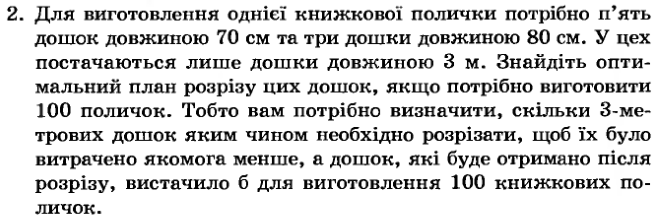 2. Для виготовлення однієї книжкової полички потрібно п’ять
дошок довжиною 70 см та три дошки довжиною 80 см. У цех
постачаються лише дошки довжиною 3 м. Знайдіть опти-
мальний план розрізу цих дошок, якщо потрібно виготовити
100 поличок. Тобто вам потрібно визначити, скільки 3-ме-
трових дошок яким чином необхідно розрізати, щоб їх було
витрачено якомога менше, а дошок, які буде отримано після
розрізу, вистачило б для виготовлення 100 книжкових по-
личок.